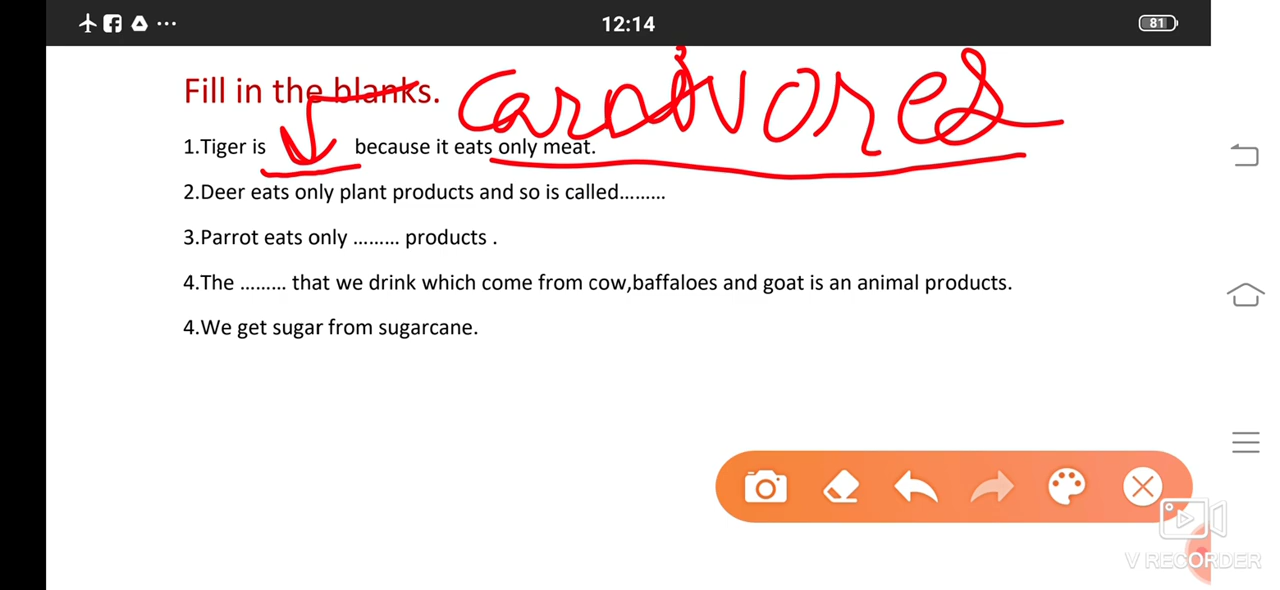 12:14
81
Fill in the blanks. carnivores
1.Tiger is because it eats only meat.
2.Deer eats only plant products and so is called.........
3.Parrot eats only ......... products .
4.The ......... that we drink which come from cow,baffaloes and goat is an animal products.
4.We get sugar from sugarcane.
V RECORDER